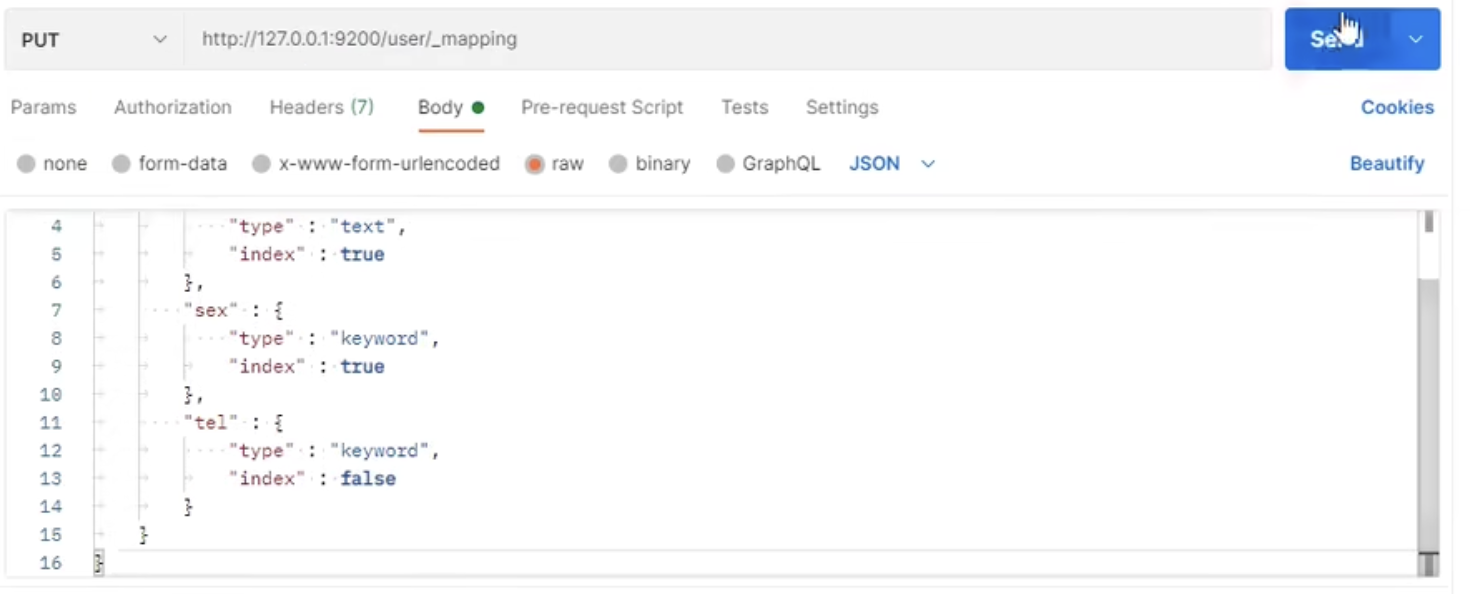 PUT http://127.0.0.1:9200/user/_mapping
Params Authorization Headers (7) Body Pre-request Script Tests Settings Cookies
none form-data x-www-form-urlencoded raw binary GraphQL JSON Beautify
4 "type" : "text",
5 "index" : true
6 },
7 "sex" : {
8 "type" : "keyword",
9 "index" : true
10 },
11 "tel" : {
12 "type" : "keyword",
13 "index" : false
14 }
15 }
16 }